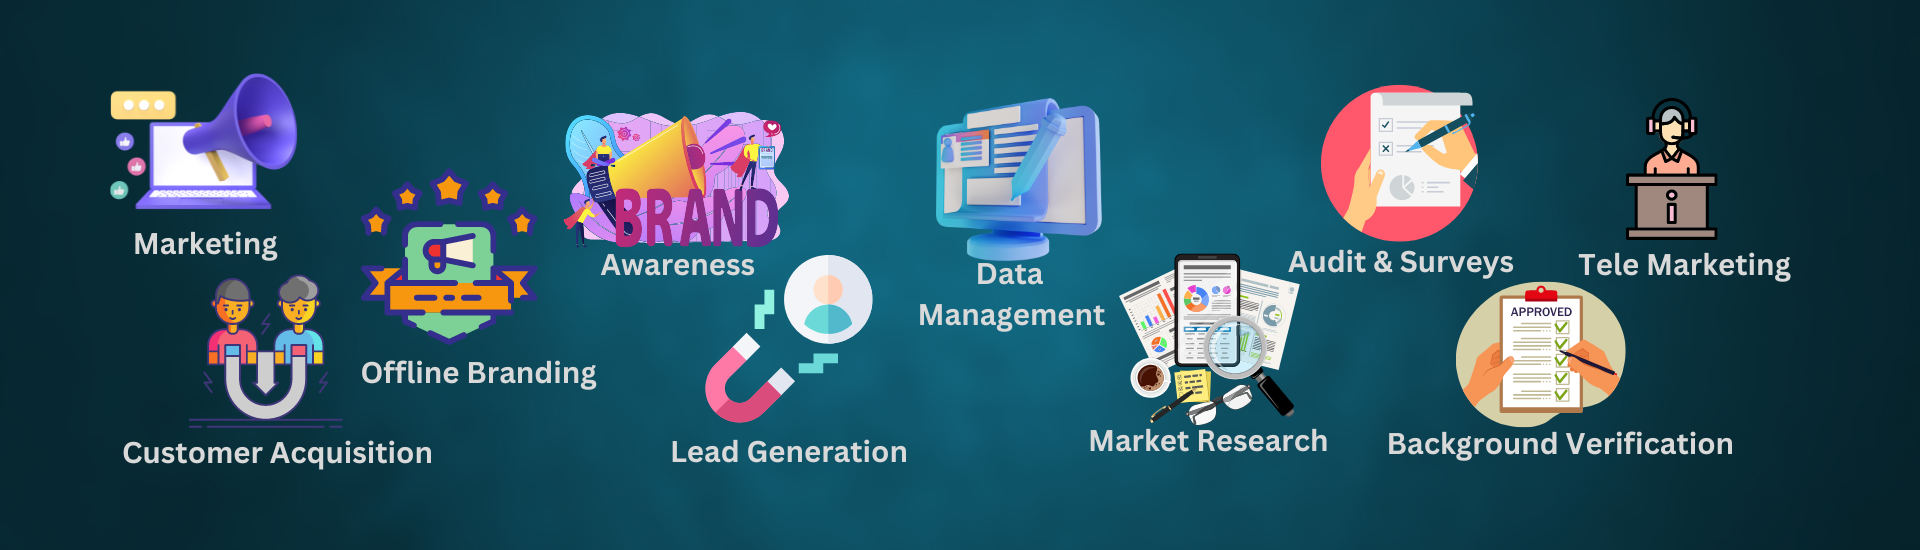 Marketing
Customer Acquisition
Offline Branding
BRAND
Awareness
Lead Generation
Data
Management
Market Research
Audit & Surveys
APPROVED
Background Verification
i
Tele Marketing